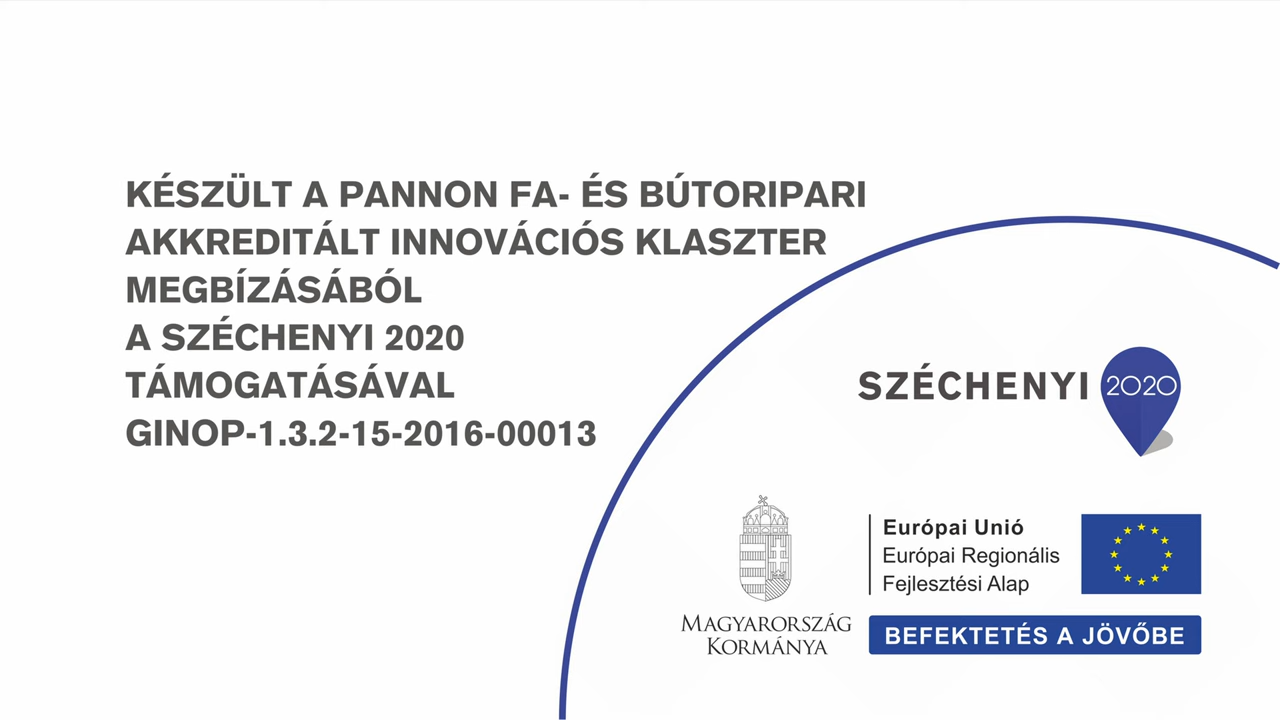 KÉSZÜLT A PANNON FA- ÉS BÚTORIPARI
AKKREDITÁLT INNOVÁCIÓS KLASZTER
MEGBÍZÁSÁBÓL
A SZÉCHENYI 2020
TÁMOGATÁSÁVAL
GINOP-1.3.2-15-2016-00013
SZÉCHENYI 2020
MAGYARORSZÁG
KORMÁNYA
Európai Unió
Európai Regionális
Fejlesztési Alap
BEFEKTETÉS A JÖVŐBE